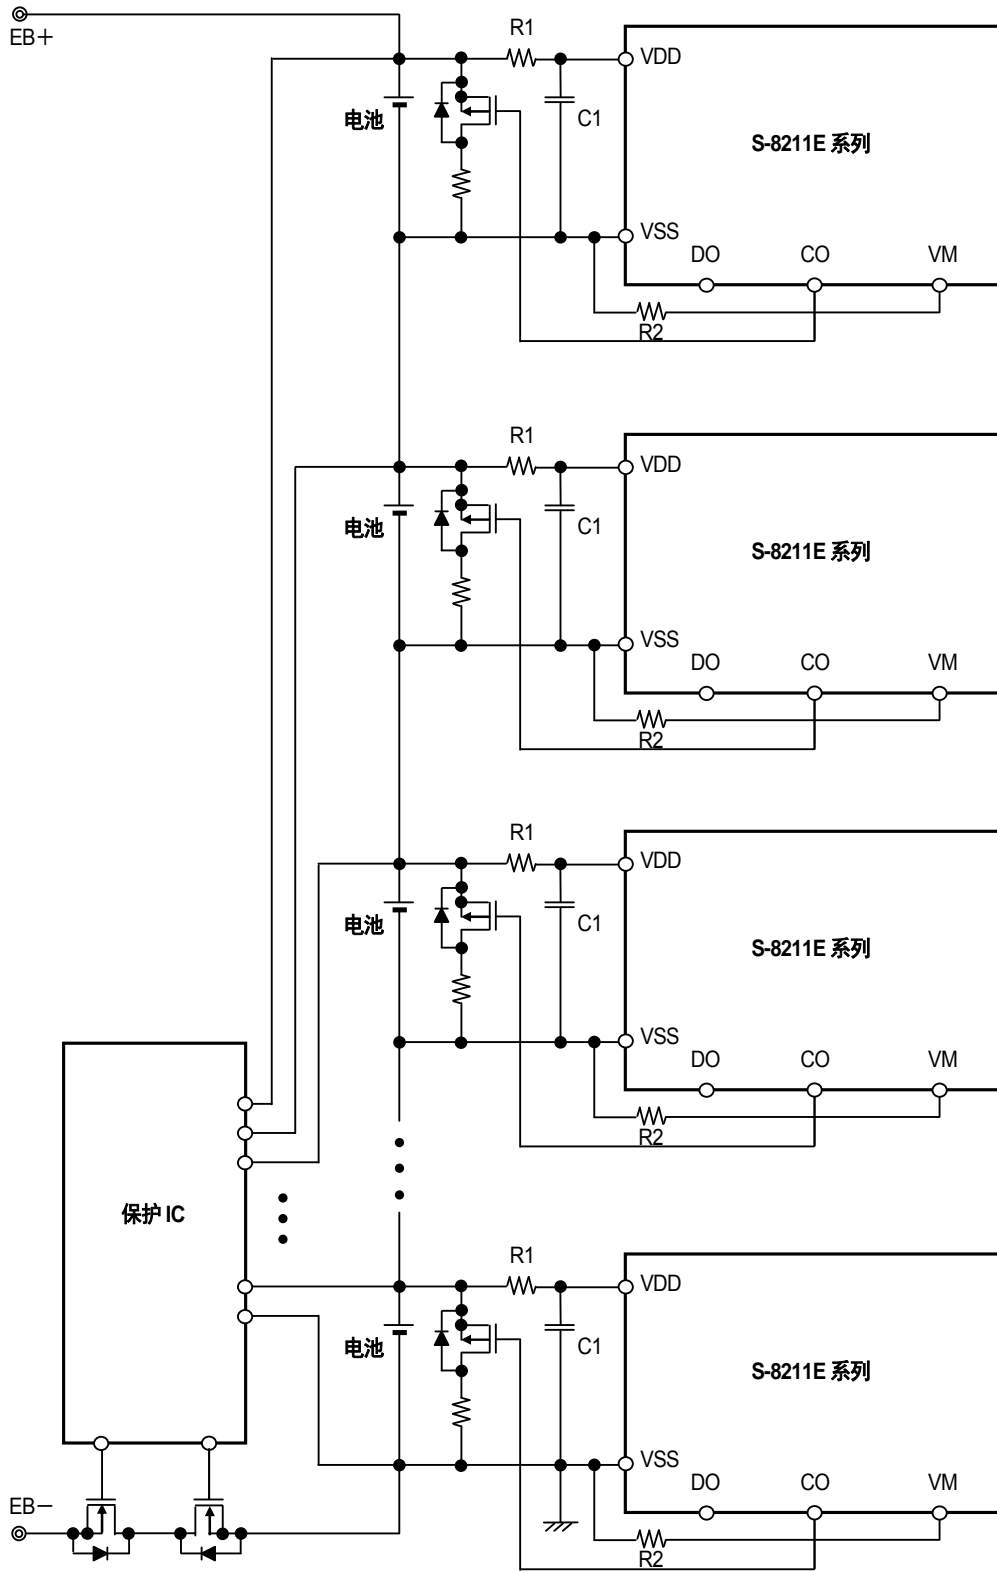 EB+
R1
VDD
电池
C1
S-8211E 系列
VSS
DO
CO
VM
R2
R1
VDD
电池
C1
S-8211E 系列
VSS
DO
CO
VM
R2
R1
VDD
电池
C1
S-8211E 系列
VSS
DO
CO
VM
R2
保护 IC
R1
VDD
电池
C1
S-8211E 系列
VSS
DO
CO
VM
R2
EB−